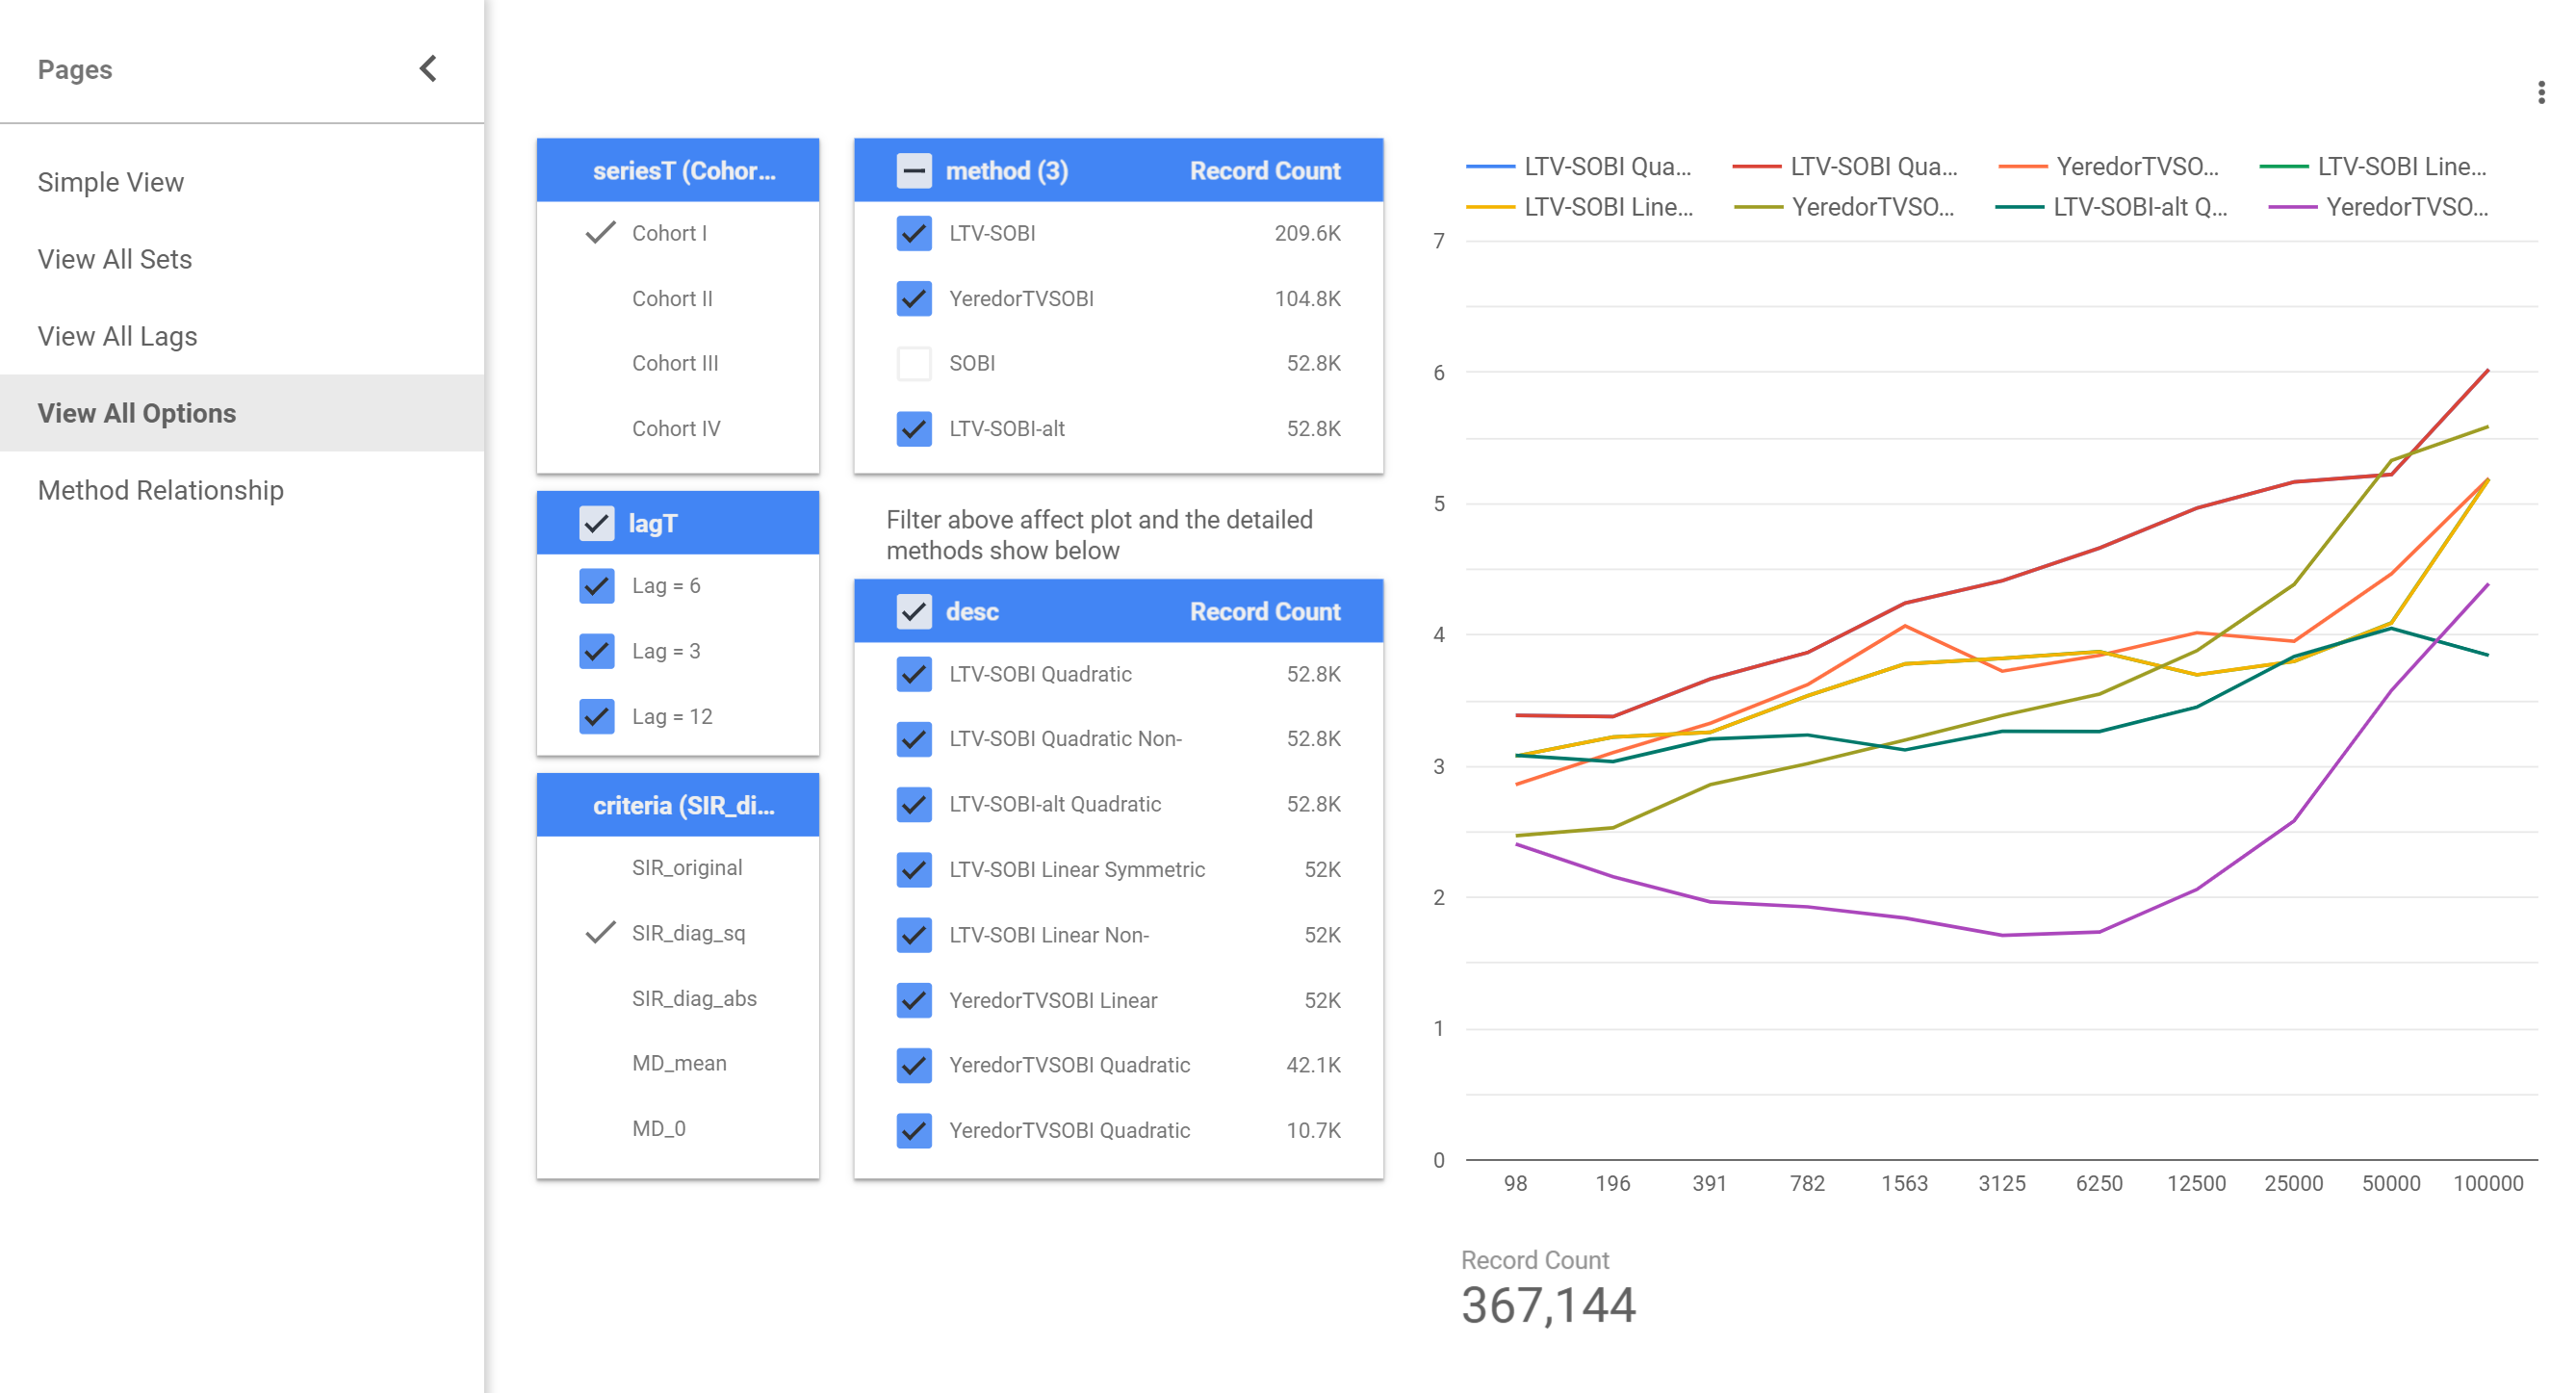 Pages
Simple View
View All Sets
View All Lags
View All Options
Method Relationship
seriesT (Cohor...
Cohort I
Cohort II
Cohort III
Cohort IV
lagT
Lag = 6
Lag = 3
Lag = 12
criteria (SIR_di...
SIR_original
SIR_diag_sq
SIR_diag_abs
MD_mean
MD_0
method (3) Record Count
LTV-SOBI 209.6K
YeredorTVSOBI 104.8K
SOBI 52.8K
LTV-SOBI-alt 52.8K
Filter above affect plot and the detailed
methods show below
desc Record Count
LTV-SOBI Quadratic 52.8K
LTV-SOBI Quadratic Non- 52.8K
LTV-SOBI-alt Quadratic 52.8K
LTV-SOBI Linear Symmetric 52K
LTV-SOBI Linear Non- 52K
YeredorTVSOBI Linear 52K
YeredorTVSOBI Quadratic 42.1K
YeredorTVSOBI Quadratic 10.7K
LTV-SOBI Qua... LTV-SOBI Qua... YeredorTVSO... LTV-SOBI Line...
LTV-SOBI Line... YeredorTVSO... LTV-SOBI-alt Q... YeredorTVSO...
7
6
5
4
3
2
1
0
98 196 391 782 1563 3125 6250 12500 25000 50000 100000
Record Count
367,144